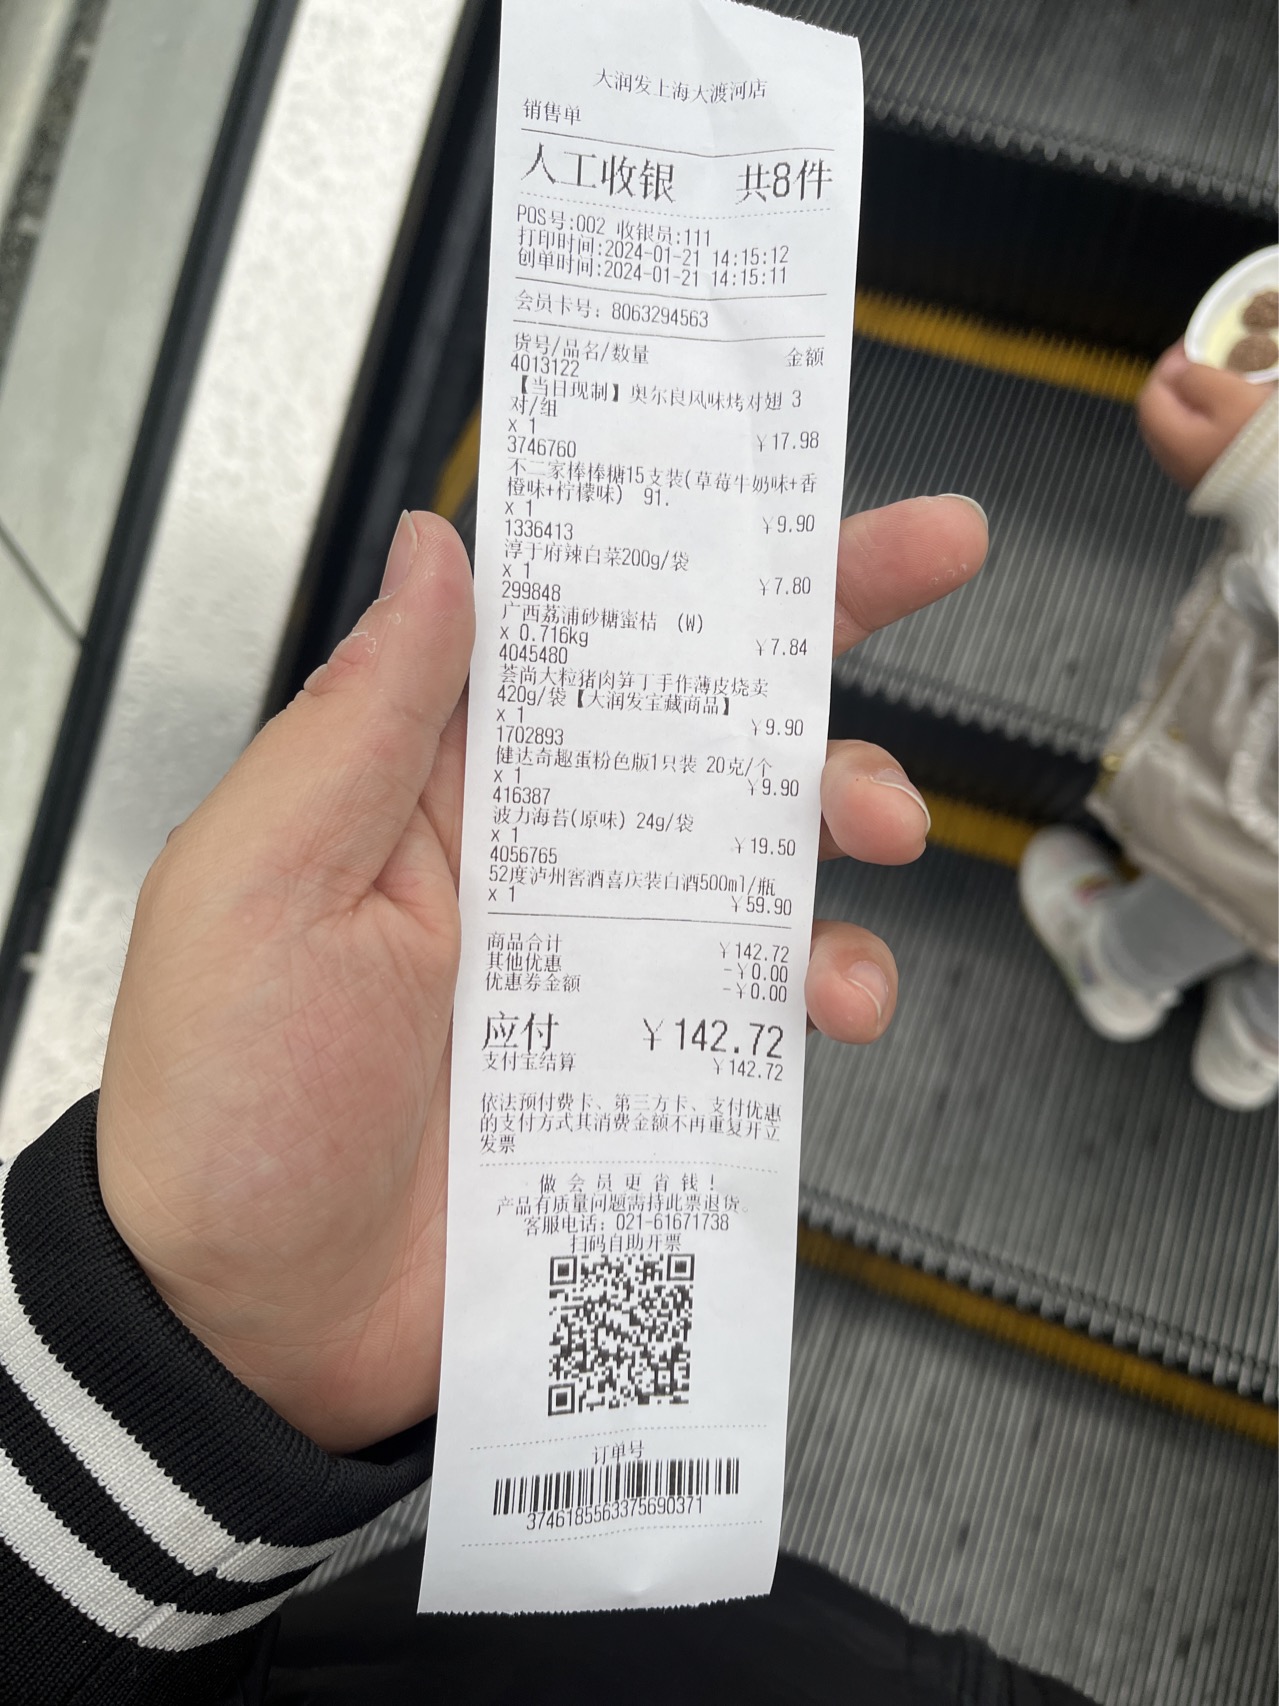 大润发上海大渡河店
销售单
人工收银 共8件
POS号:002 收银员:111
打印时间:2024-01-21 14:15:12
创单时间:2024-01-21 14:15:11
会员卡号: 8063294563
货号/品名/数量 金额
4013122
【当日现制】奥尔良风味烤对翅 3
对/组
x 1 ¥17.98
3746760
不二家棒棒糖15支装(草莓牛奶味+香
橙味+柠檬味) 91.
x 1 ¥9.90
1336413
淳于府辣白菜200g/袋
x 1 ¥7.80
299848
广西荔浦砂糖蜜桔 (W)
x 0.716kg ¥7.84
4045480
荟尚大粒猪肉笋丁手作薄皮烧卖
420g/袋【大润发宝藏商品】
x 1 ¥9.90
1702893
健达奇趣蛋粉色版1只装 20克/个
x 1 ¥9.90
416387
波力海苔(原味) 24g/袋
x 1 ¥19.50
4056765
52度泸州窖酒喜庆装白酒500ml/瓶
x 1 ¥59.90
商品合计 ¥142.72
其他优惠 -¥0.00
优惠券金额 -¥0.00
应付 ¥142.72
支付宝结算 ¥142.72
依法预付费卡、第三方卡、支付优惠
的支付方式其消费金额不再重复开立
发票
做会员更省钱!
产品有质量问题需持此票退货。
客服电话: 021-61671738
扫码自助开票
订单号
3746185563375690371